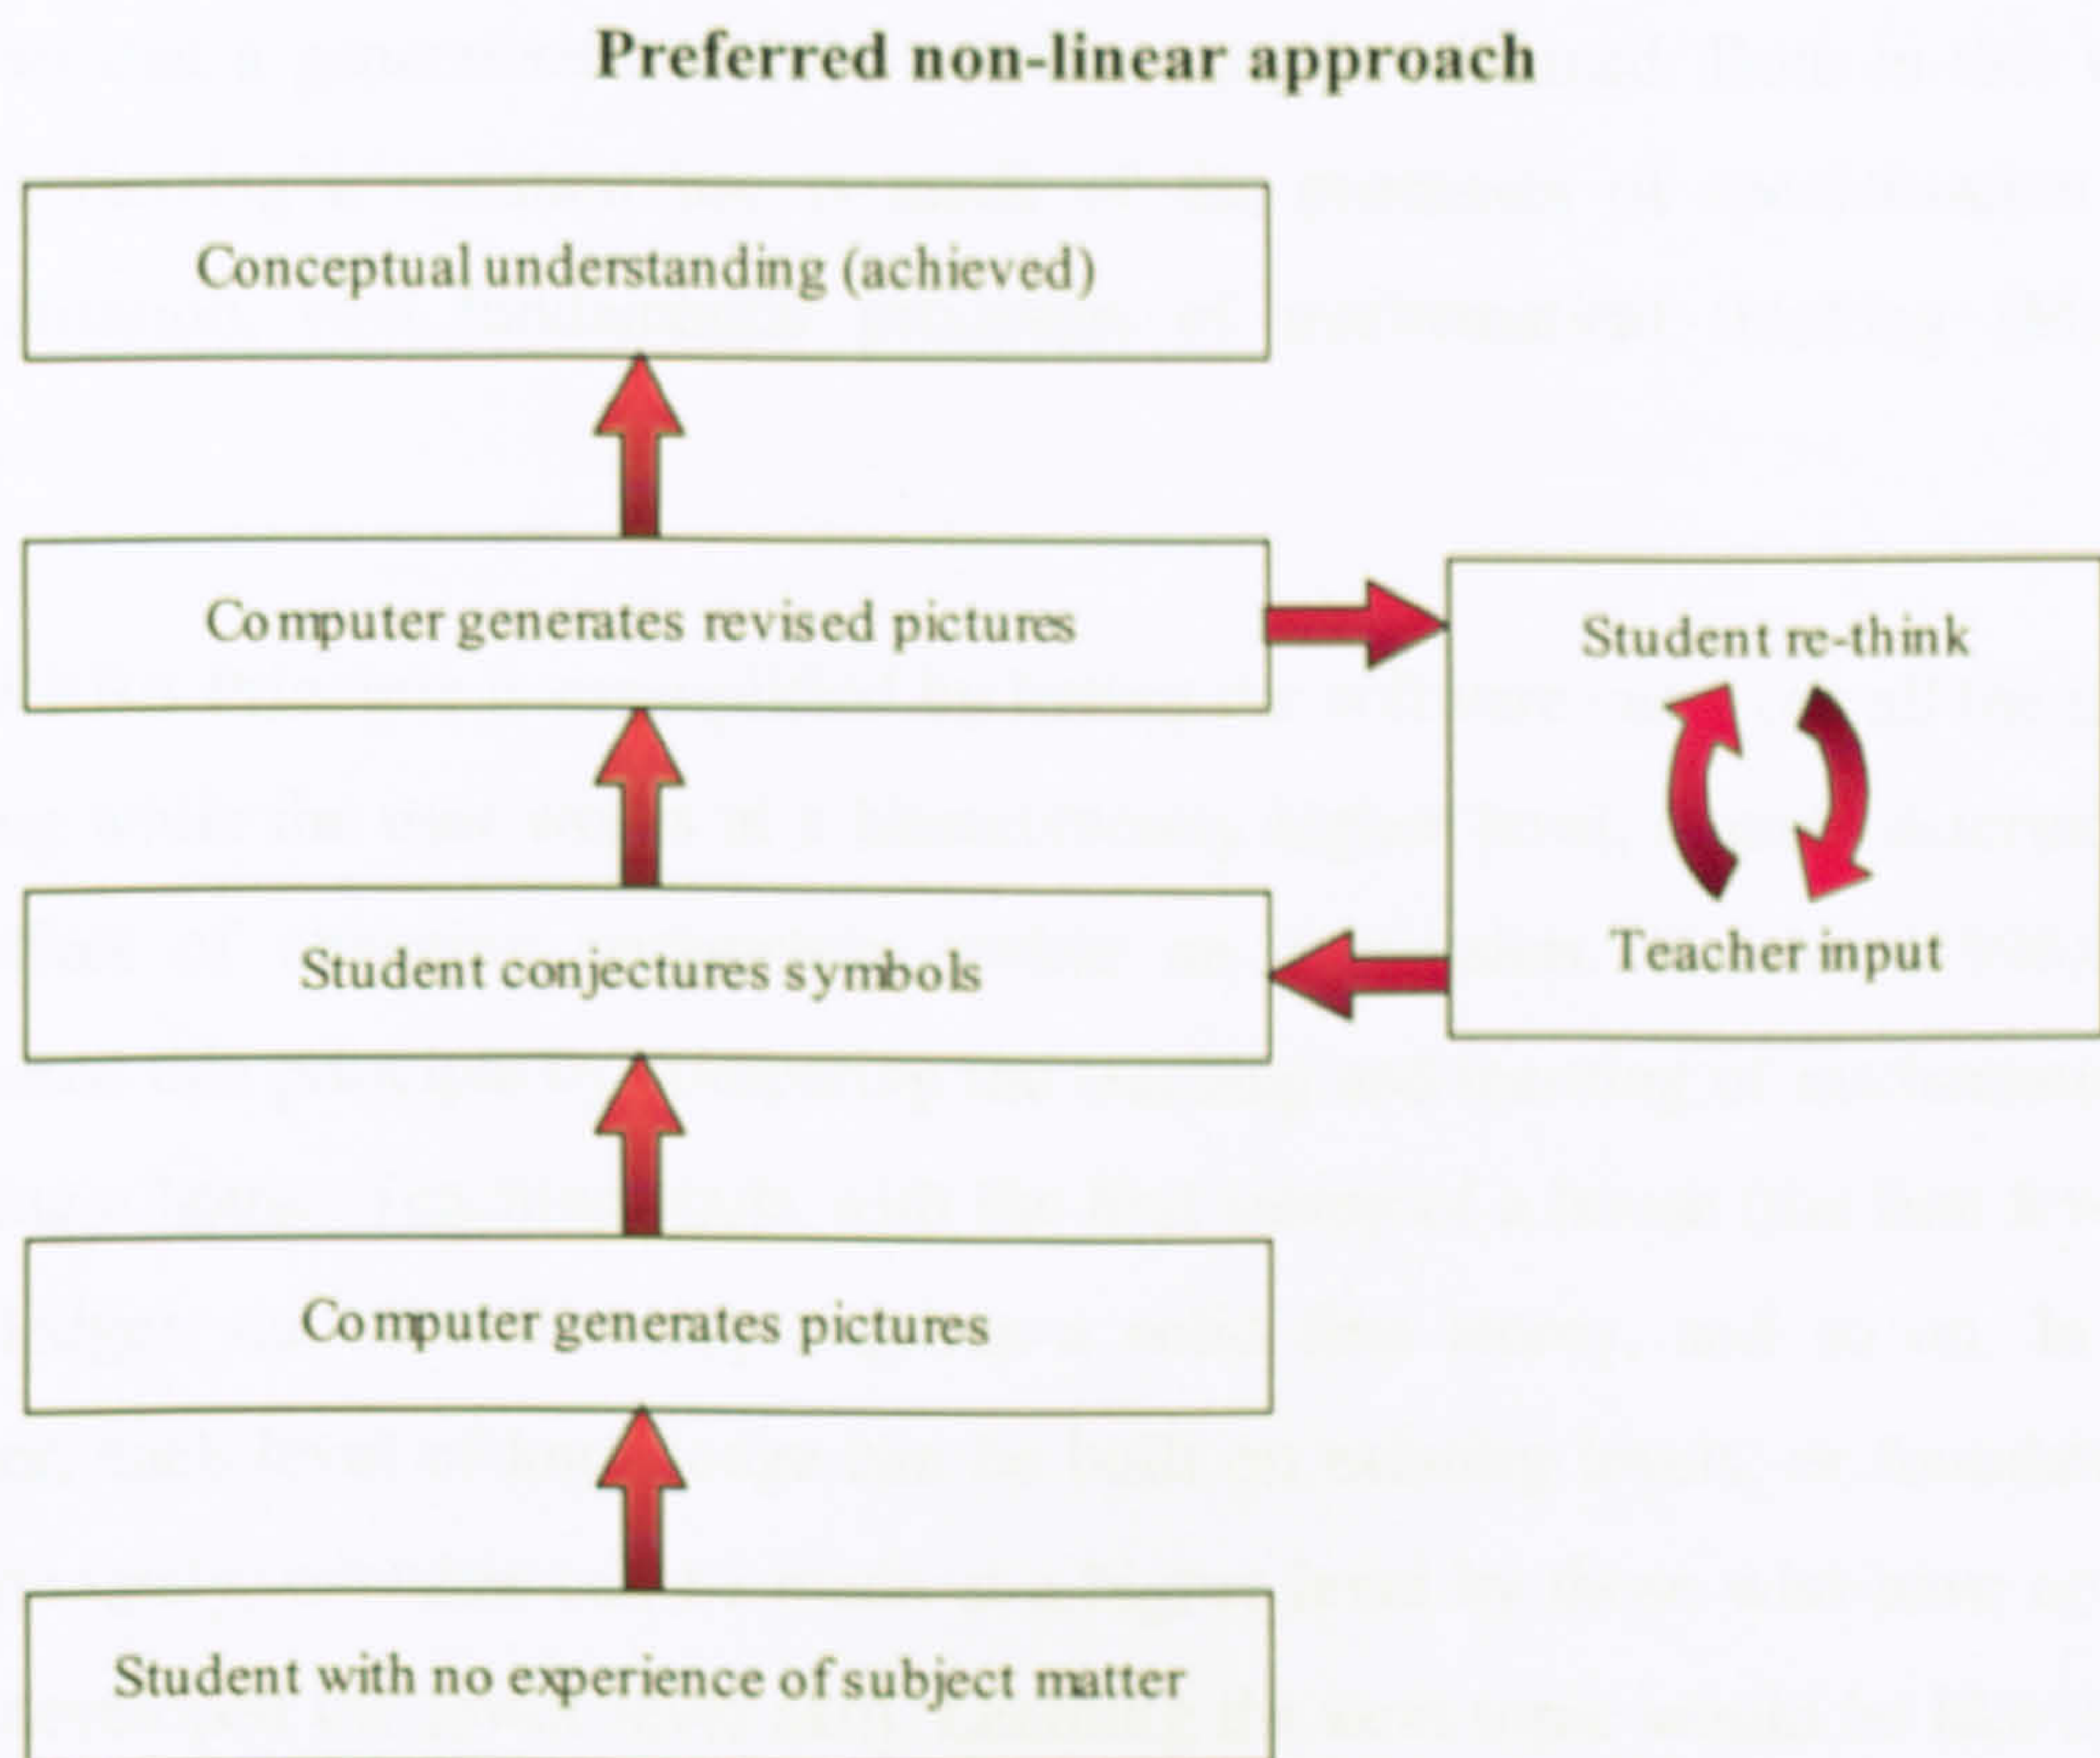 Preferred non-linear approach
Conceptual understanding (achieved)
Computer generates revised pictures
Student re-think
Teacher input
Student conjectures symbols
Computer generates pictures
Student with no experience of subject matter